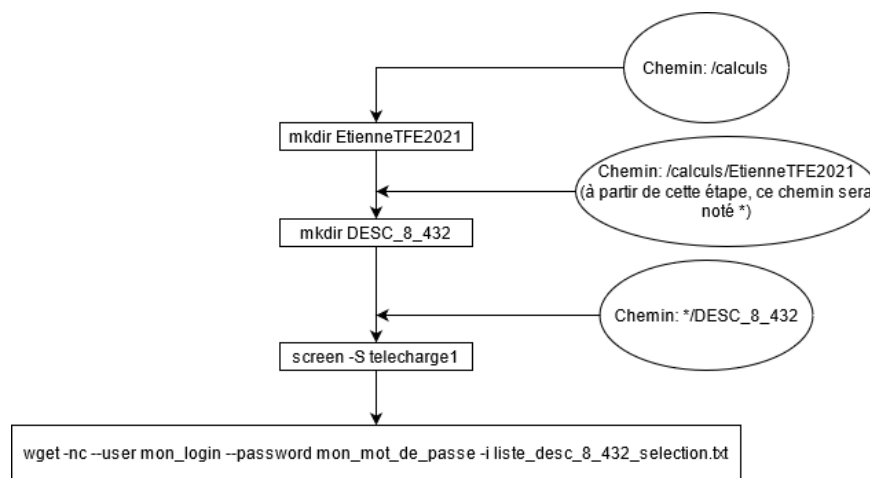 Chemin: /calculs
mkdir EtienneTFE2021
Chemin: /calculs/EtienneTFE2021
(à partir de cette étape, ce chemin sera
noté *)
mkdir DESC_8_432
Chemin: */DESC_8_432
screen -S telecharge1
wget -nc --user mon_login --password mon_mot_de_passe -i liste_desc_8_432_selection.txt